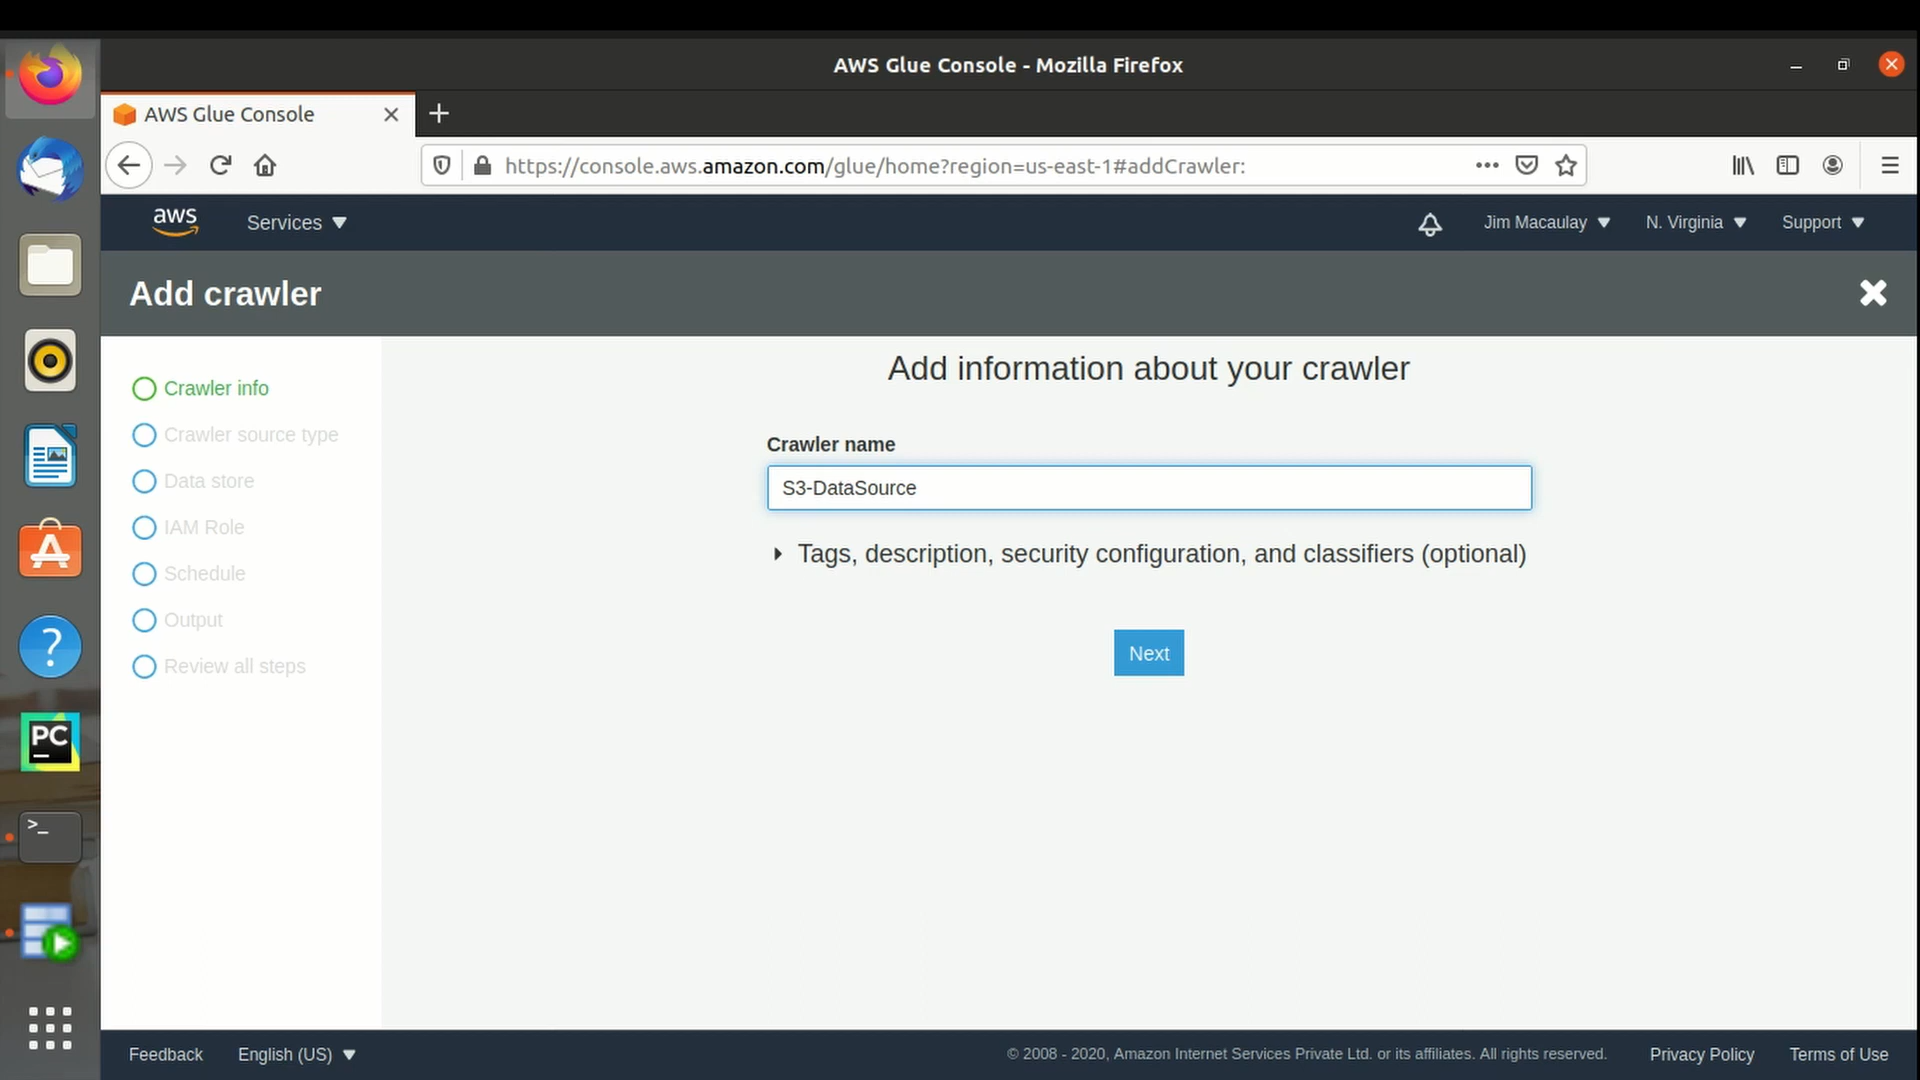 AWS Glue Console - Mozilla Firefox
AWS Glue Console
https://console.aws.amazon.com/glue/home?region=us-east-1#addCrawler:
aws
Services
Jim Macaulay
N. Virginia
Support
Add crawler
Crawler info
Crawler source type
Data store
IAM Role
Schedule
Output
Review all steps
Add information about your crawler
Crawler name
S3-DataSource
Tags, description, security configuration, and classifiers (optional)
Next
PC
>_
Feedback
English (US)
© 2008 - 2020, Amazon Internet Services Private Ltd. or its affiliates. All rights reserved.
Privacy Policy
Terms of Use